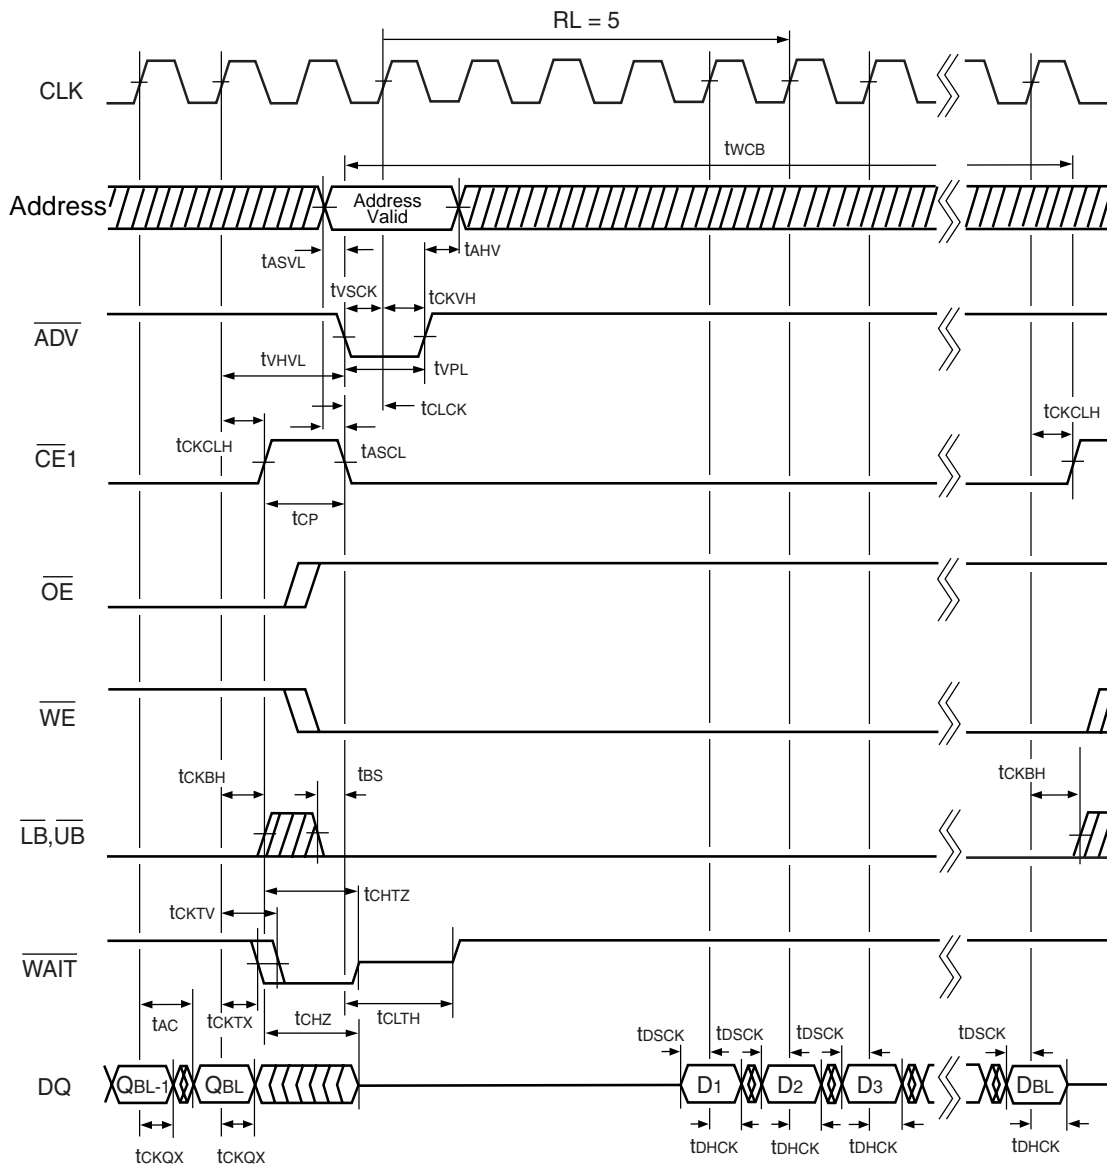 RL = 5
CLK
tWCB
Address
Address
Valid
tASVL
tAHV
tVSCK
tCKVH
ADV
tVHVL
tVPL
tCLCK
tCKCLH
tCKCLH
CE1
tASCL
tCP
OE
WE
tCKBH
tBS
tCKBH
LB,UB
tCHTZ
tCKTV
WAIT
tAC
tCKTX
tCHZ
tCLTH
tDSCK
tDSCK
tDSCK
tDSCK
DQ
QBL-1
QBL
D1
D2
D3
DBL
tCKQX
tCKQX
tDHCK
tDHCK
tDHCK
tDHCK